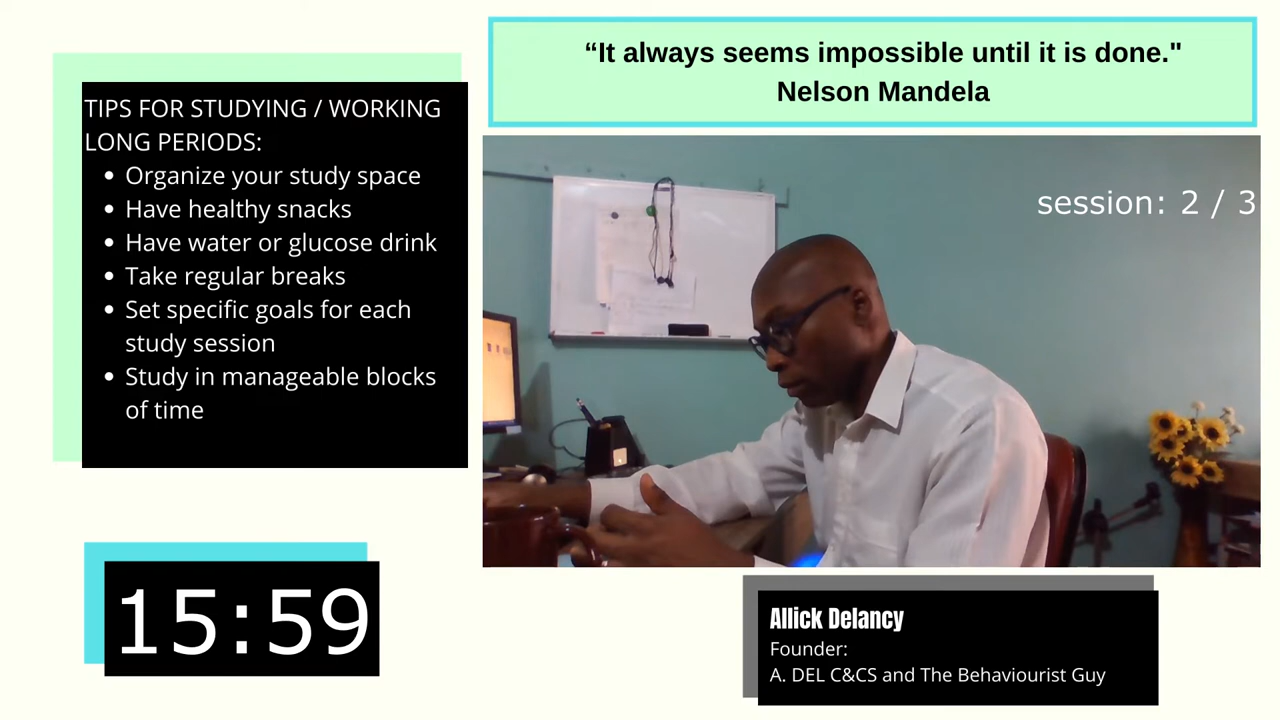 “It always seems impossible until it is done."
Nelson Mandela
TIPS FOR STUDYING / WORKING
LONG PERIODS:
• Organize your study space
• Have healthy snacks
• Have water or glucose drink
• Take regular breaks
• Set specific goals for each
study session
• Study in manageable blocks
of time
session: 2 / 3
15:59
Allick Delancy
Founder:
A. DEL C&CS and The Behaviourist Guy